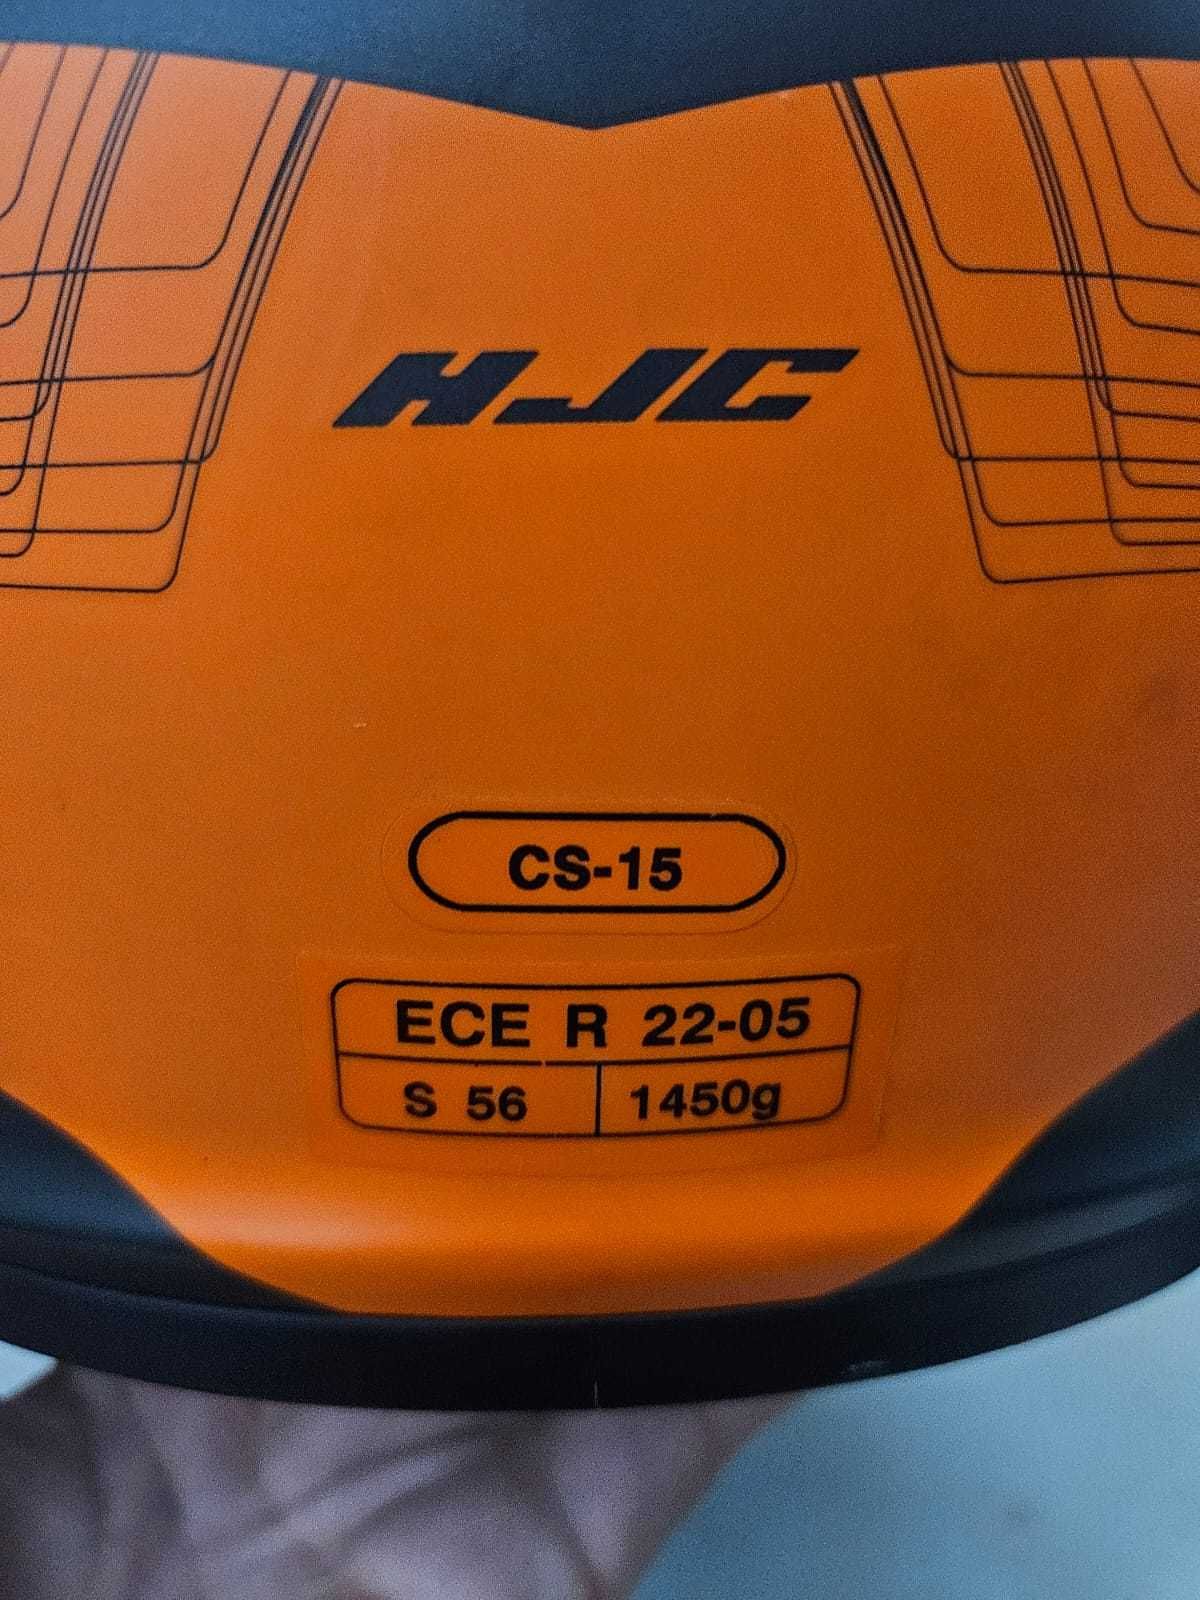 HJC
CS-15
ECE R 22-05
S 56 1450g